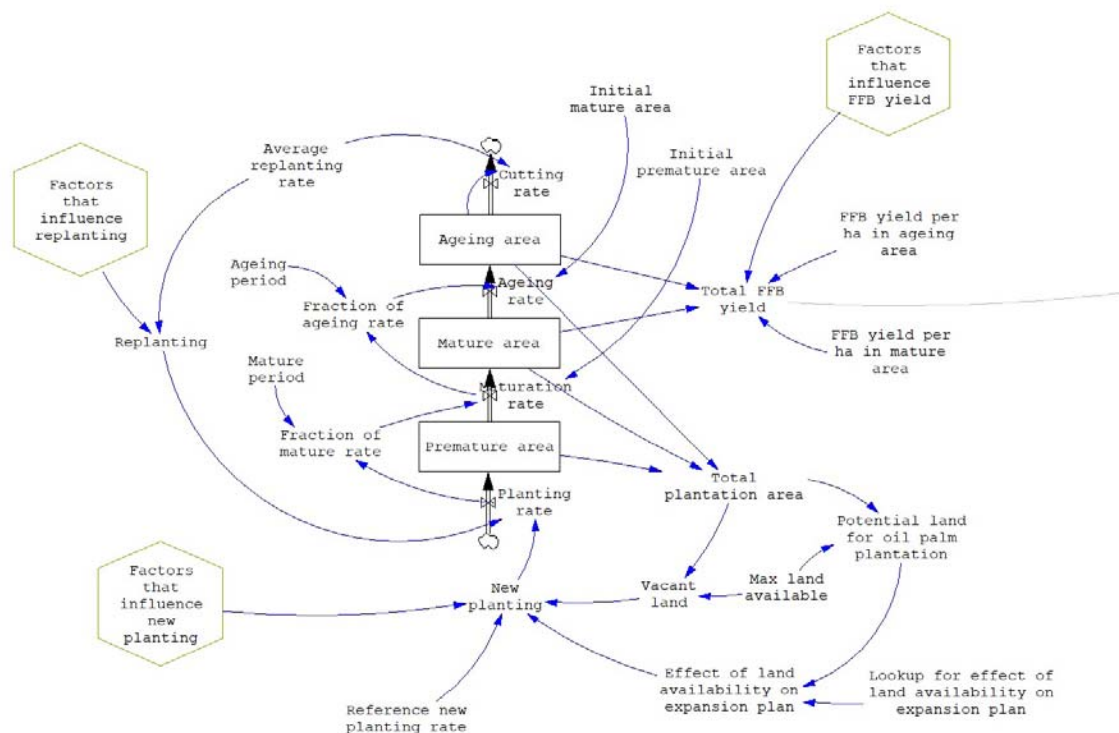 Factors
that
influence
FFB yield
Initial
mature area
Average
replanting
rate
Initial
premature area
Factors
that
influence
replanting
Cutting
rate
FFB yield per
ha in ageing
area
Ageing area
Ageing
period
Ageing
rate
Total FFB
yield
Fraction of
ageing rate
Replanting
Mature area
FFB yield per
ha in mature
area
Mature
period
Maturation
rate
Fraction of
mature rate
Premature area
Total
plantation area
Planting
rate
Potential land
for oil palm
plantation
Factors
that
influence
new
planting
New
planting
Vacant
land
Max land
available
Effect of land
availability on
expansion plan
Lookup for effect of
land availability on
expansion plan
Reference new
planting rate